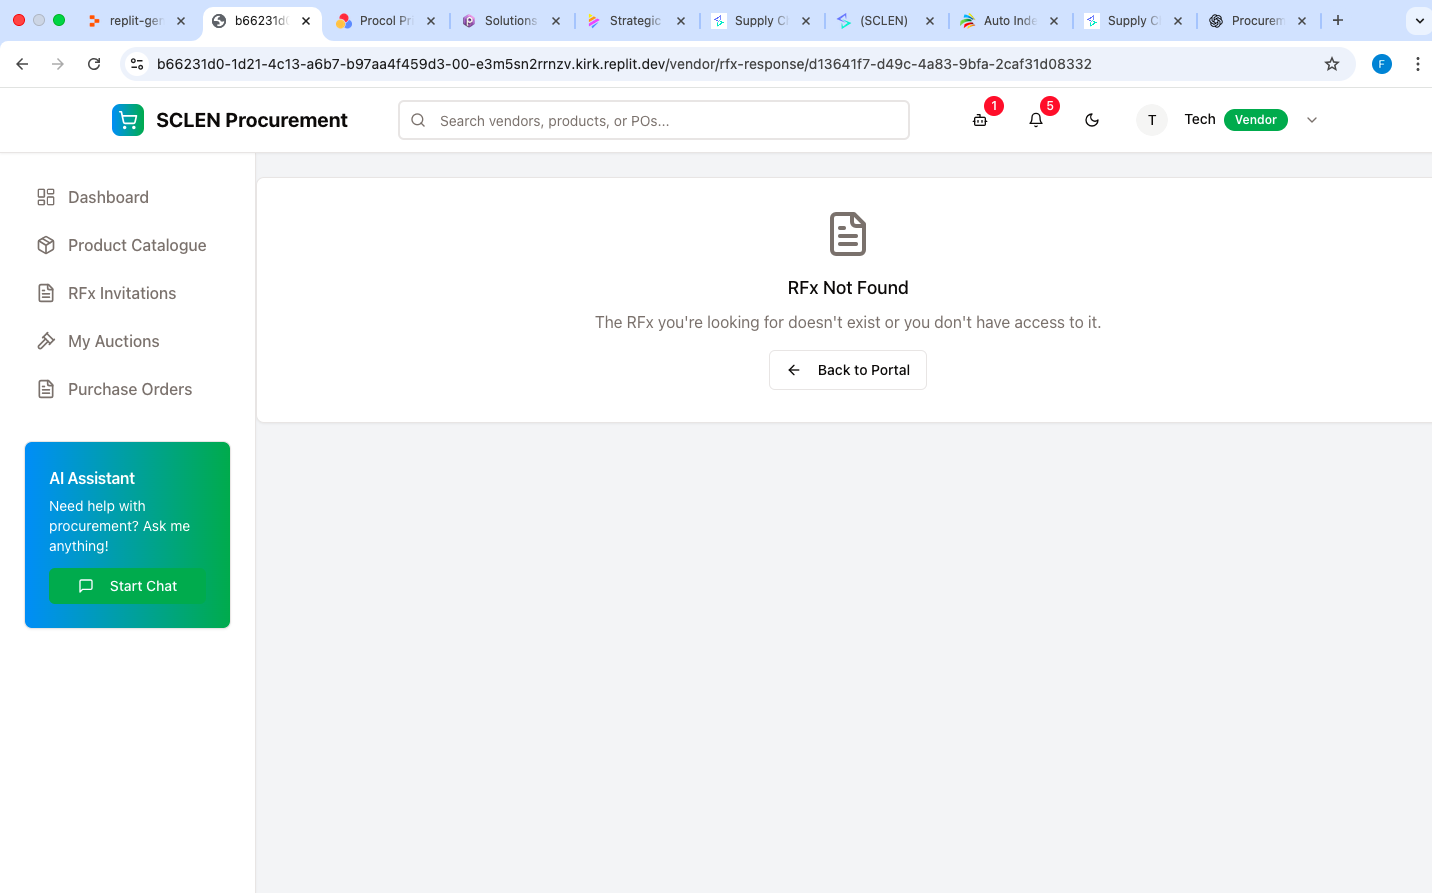 replit-gen
b66231d0
Procol Pri
Solutions
Strategic
Supply Ch
(SCLEN)
Auto Inde
Supply C
Procurem
b66231d0-1d21-4c13-a6b7-b97aa4f459d3-00-e3m5sn2rrnzv.kirk.replit.dev/vendor/rfx-response/d13641f7-d49c-4a83-9bfa-2caf31d08332
F
SCLEN Procurement
Search vendors, products, or POs...
1
5
T
Tech
Vendor
Dashboard
Product Catalogue
RFx Invitations
My Auctions
Purchase Orders
AI Assistant
Need help with
procurement? Ask me
anything!
Start Chat
RFx Not Found
The RFx you're looking for doesn't exist or you don't have access to it.
Back to Portal